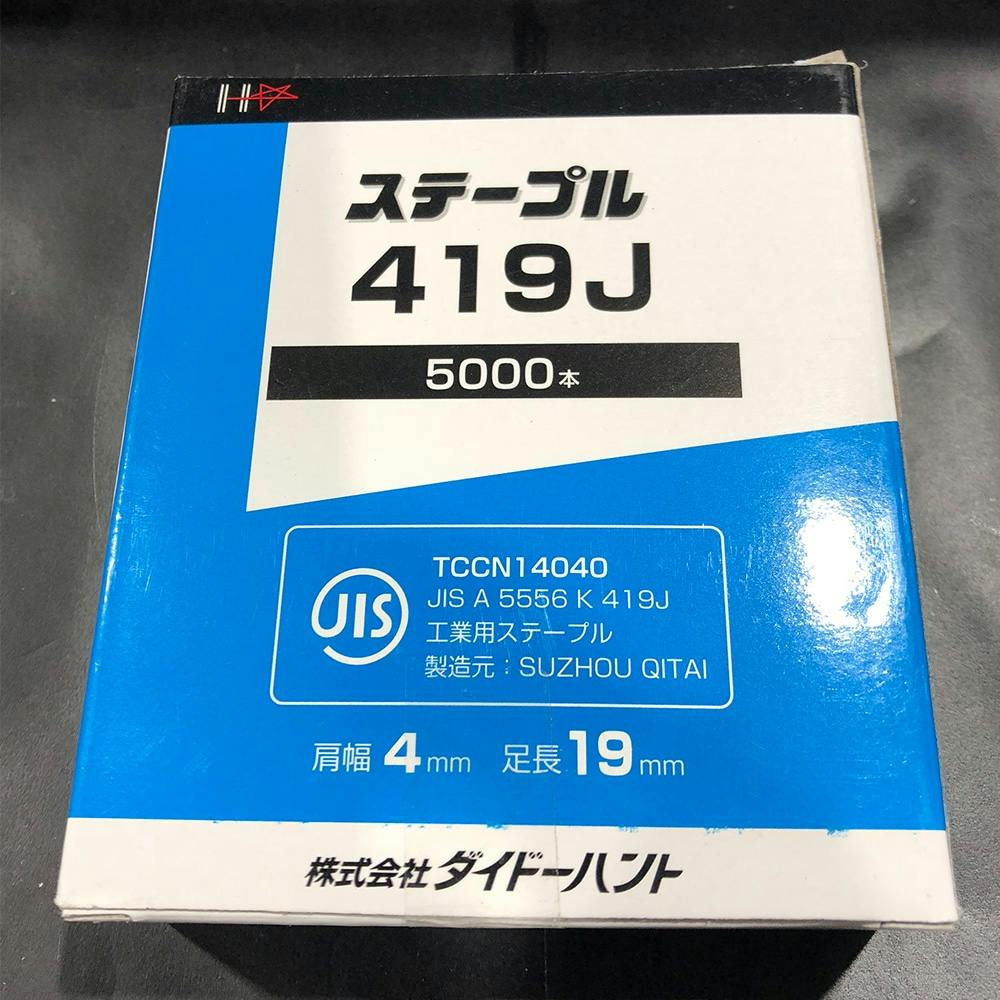 ステープル
419J
5000本
JIS
TCCN14040
JIS A 5556 K 419J
工業用ステープル
製造元：SUZHOU QITAI
肩幅 4mm 足長 19mm
株式会社ダイドーハント